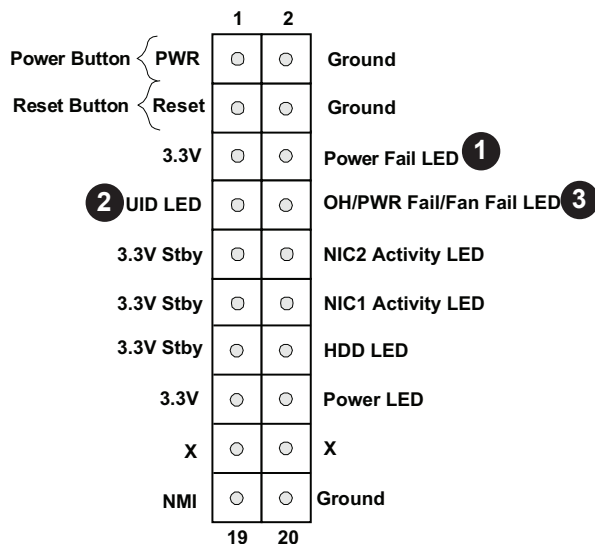 1 2
Power Button PWR Ground
Reset Button Reset Ground
3.3V Power Fail LED 1
2 UID LED OH/PWR Fail/Fan Fail LED 3
3.3V Stby NIC2 Activity LED
3.3V Stby NIC1 Activity LED
3.3V Stby HDD LED
3.3V Power LED
X X
NMI Ground
19 20